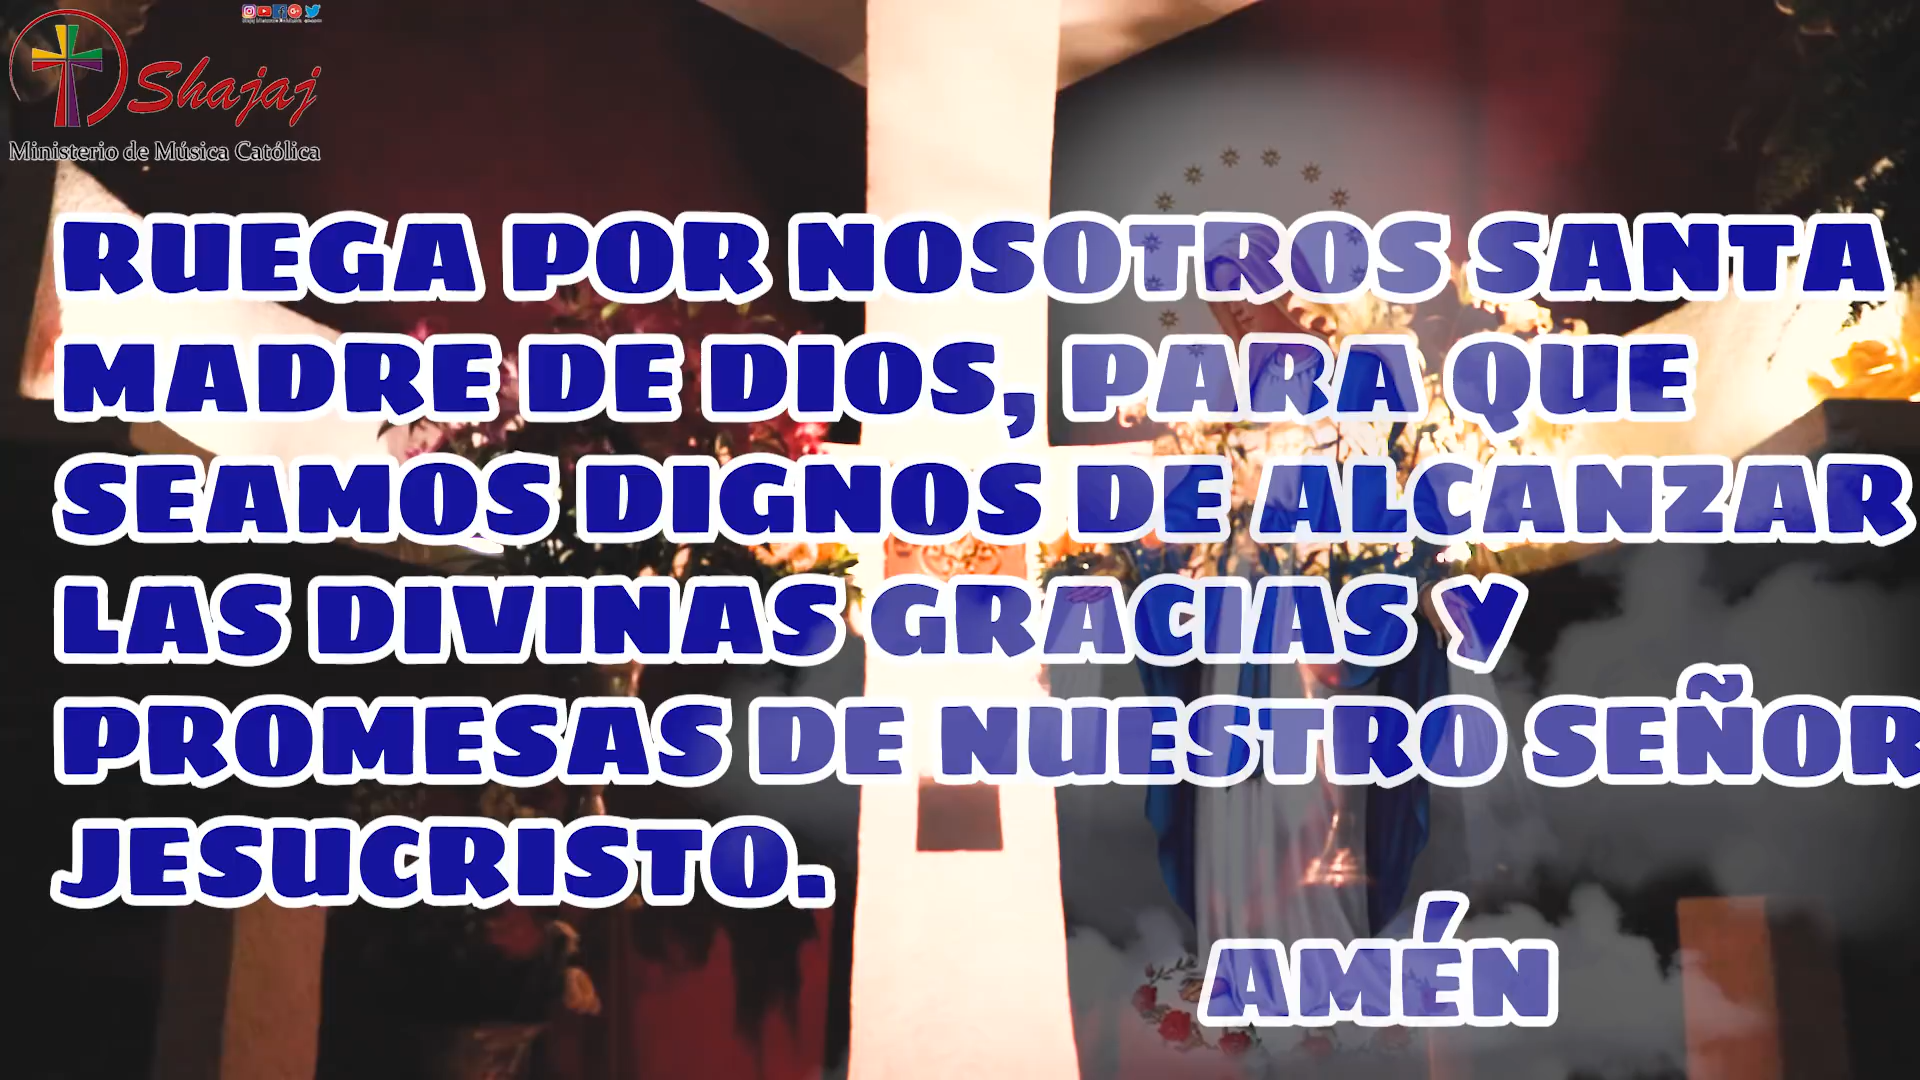 Shajaj
Ministerio de Música Católica
RUEGA POR NOSOTROS SANTA
MADRE DE DIOS, PARA QUE
SEAMOS DIGNOS DE ALCANZAR
LAS DIVINAS GRACIAS Y
PROMESAS DE NUESTRO SEÑOR
JESUCRISTO.
AMÉN